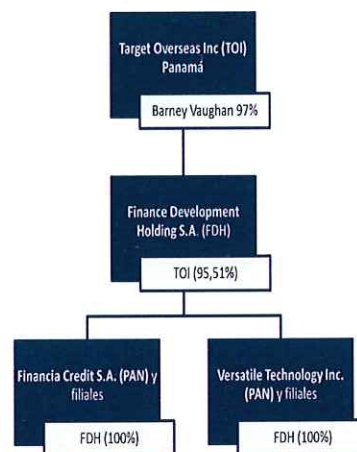 Target Overseas Inc (TOI)
Panamá
Barney Vaughan 97%
Finance Development
Holding S.A. (FDH)
TOI (95,51%)
Financia Credit S.A. (PAN) y
filiales
FDH (100%)
Versatile Technology Inc.
(PAN) y filiales
FDH (100%)